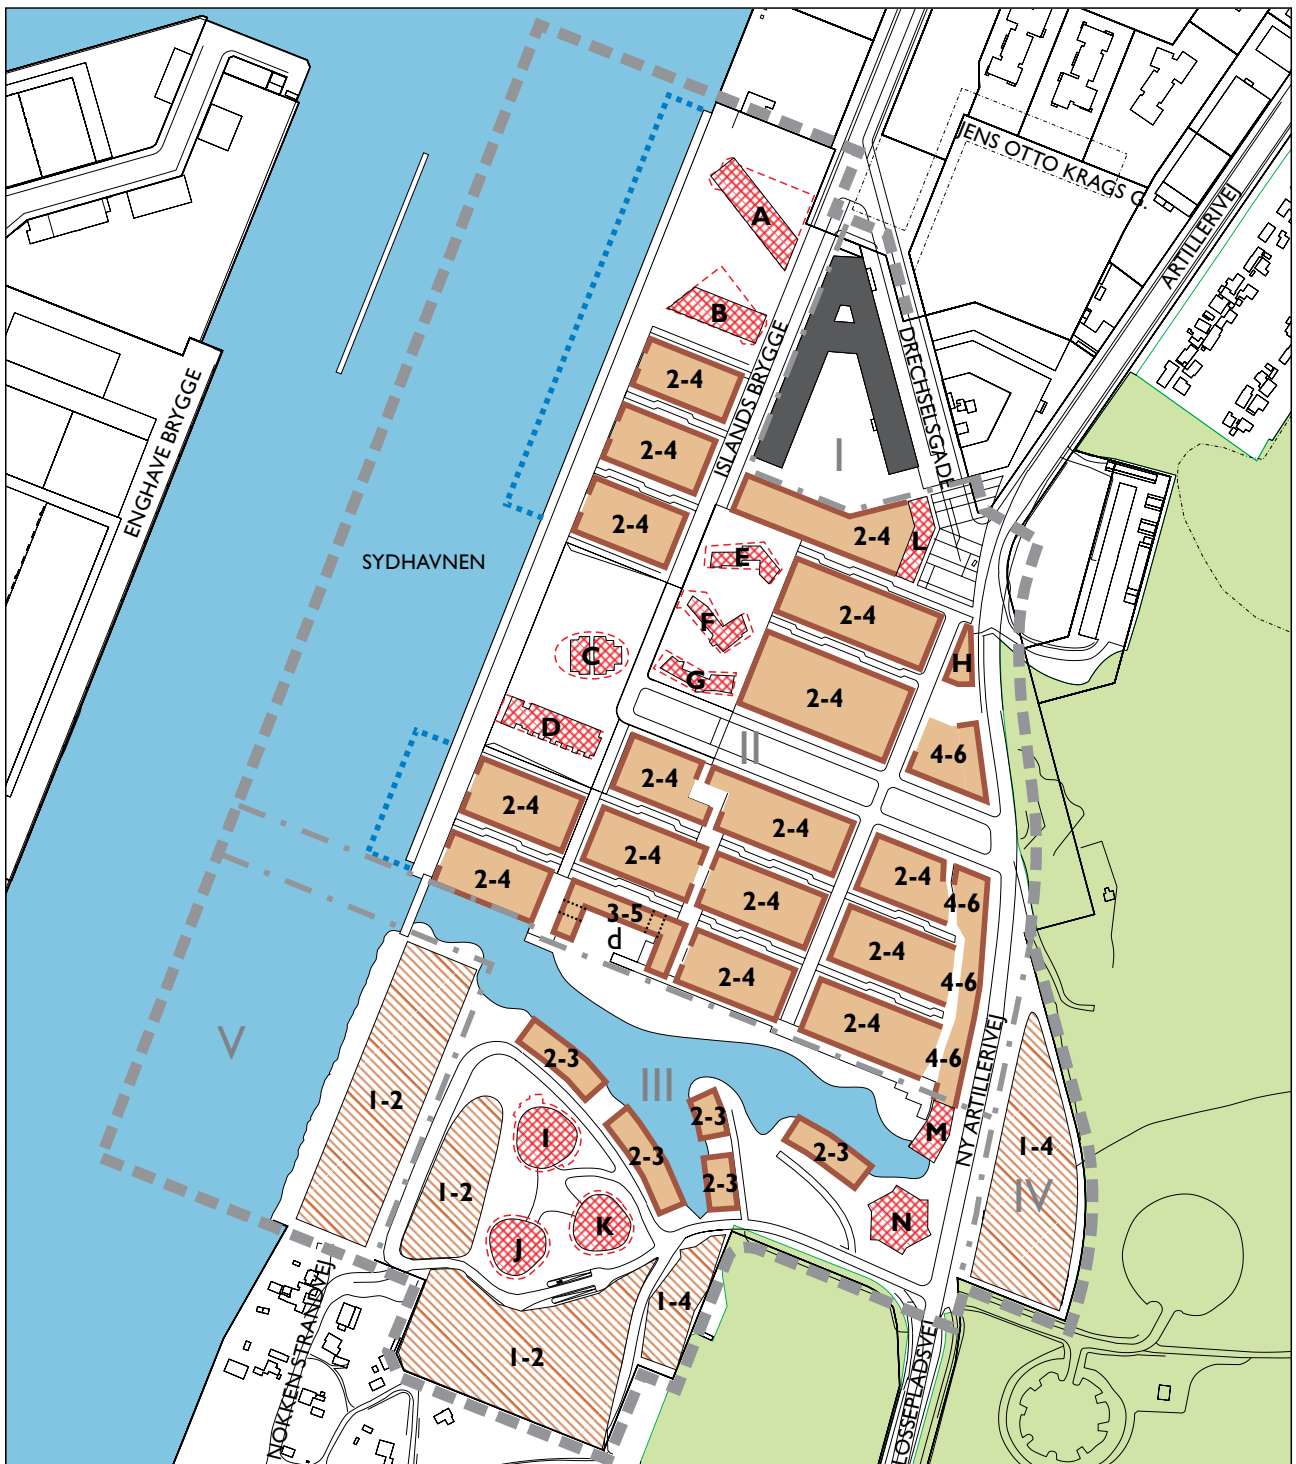 JENS OTTO KRAGS G.
ARTILLERIVEJ
A
B
ISLANDS BRYGGE
DRECHSELSGADE
ENGHAVE BRYGGE
2-4
2-4
I
2-4
2-4
L
SYDHAVNEN
E
2-4
F
C
H
G
2-4
D
II
4-6
2-4
2-4
2-4
2-4
2-4
2-4
2-4
4-6
3-5
P
2-4
2-4
2-4
4-6
2-4
V
III
2-3
4-6
NY ARTILLERIVEJ
1-2
2-3
M
I
1-4
2-3
2-3
1-2
2-3
IV
K
N
J
NOKKEN STRANDVEJ
1-4
1-2
LOSSEPLADSVEJ